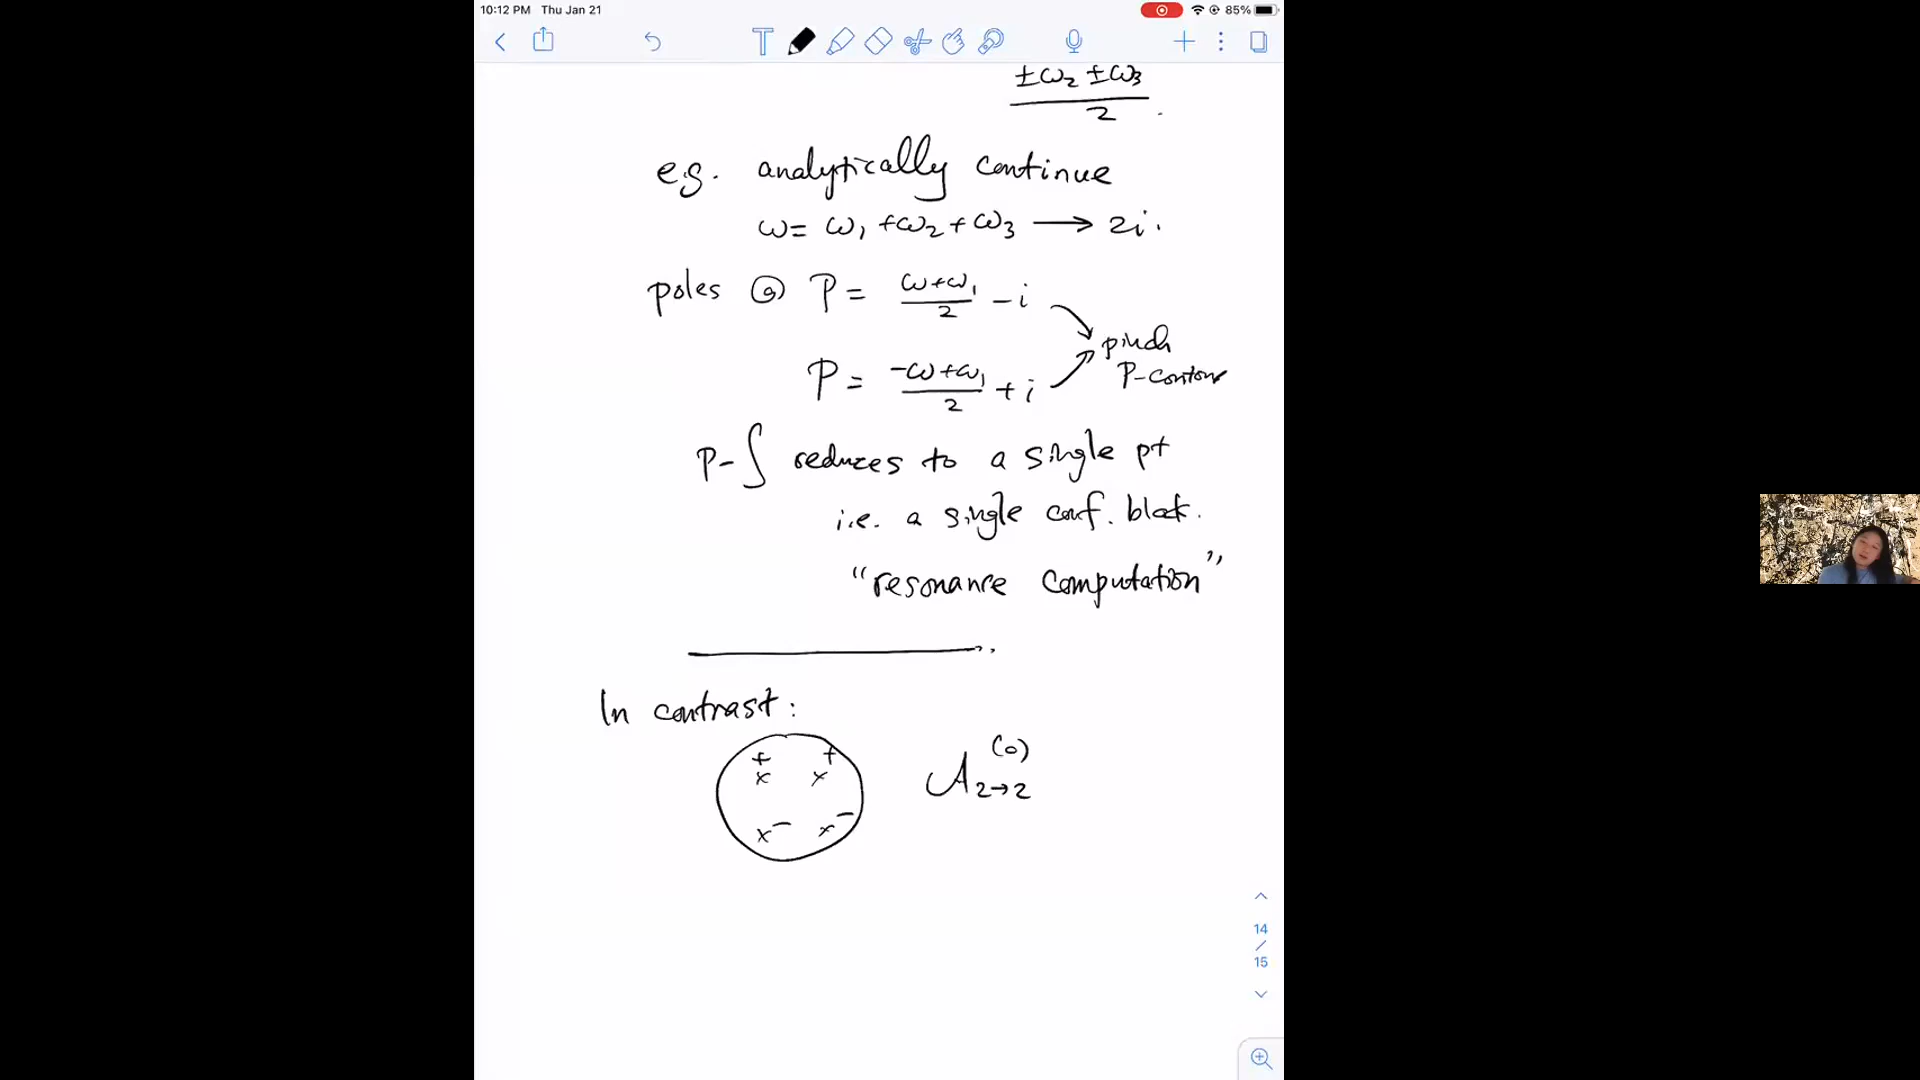 10:12 PM Thu Jan 21
85%
T
±ω₂ ±ω₃
2
e.g. analytically continue
ω = ω₁ + ω₂ + ω₃ ⟶ 2i.
poles @ P = (ω+ω₁)/2 − i
pinch
P-contour
P = (−ω+ω₁)/2 + i
P-∫ reduces to a single pt
i.e. a single conf. block.
"resonance computation"
In contrast:
+ +
x x
x⁻ x⁻
A₂→₂⁽⁰⁾
14
/
15